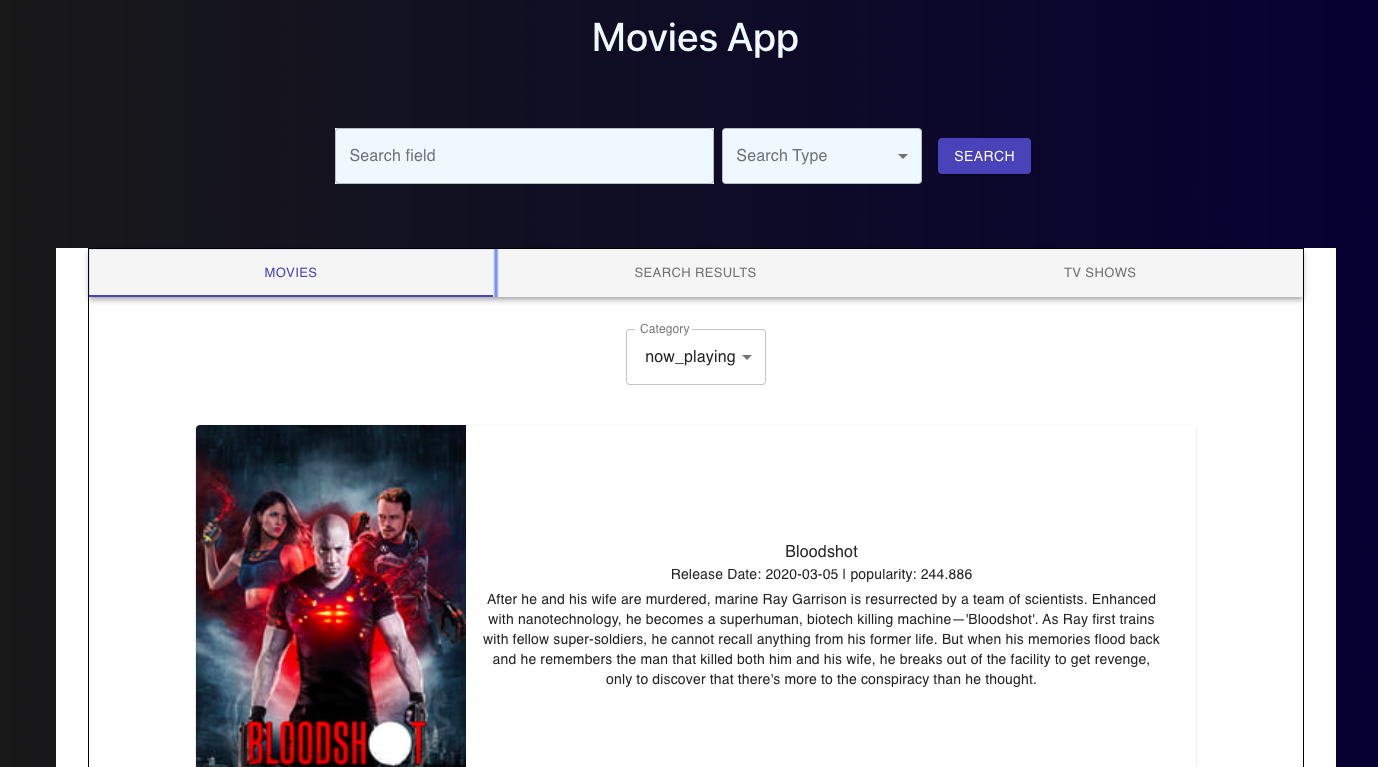 Movies App
Search field
Search Type
SEARCH
MOVIES
SEARCH RESULTS
TV SHOWS
Category
now_playing
Bloodshot
Release Date: 2020-03-05 | popularity: 244.886
After he and his wife are murdered, marine Ray Garrison is resurrected by a team of scientists. Enhanced
with nanotechnology, he becomes a superhuman, biotech killing machine—'Bloodshot'. As Ray first trains
with fellow super-soldiers, he cannot recall anything from his former life. But when his memories flood back
and he remembers the man that killed both him and his wife, he breaks out of the facility to get revenge,
only to discover that there's more to the conspiracy than he thought.
BLOODSHOT